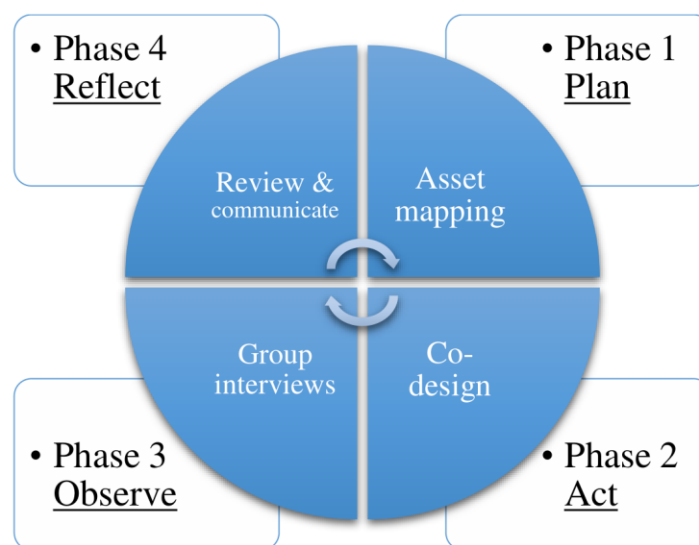 • Phase 4
Reflect
• Phase 1
Plan
Review &
communicate
Asset
mapping
Group
interviews
Co-
design
• Phase 3
Observe
• Phase 2
Act